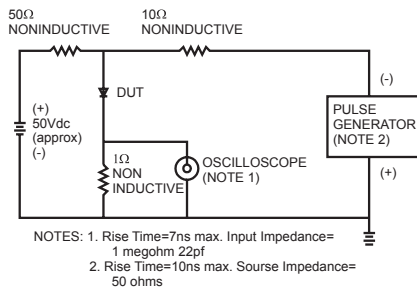 50Ω
NONINDUCTIVE
10Ω
NONINDUCTIVE
(+)
50Vdc
(approx)
(-)
DUT
1Ω
NON
INDUCTIVE
OSCILLOSCOPE
(NOTE 1)
(-)
PULSE
GENERATOR
(NOTE 2)
(+)
NOTES: 1. Rise Time=7ns max. Input Impedance=
1 megohm 22pf
2. Rise Time=10ns max. Sourse Impedance=
50 ohms